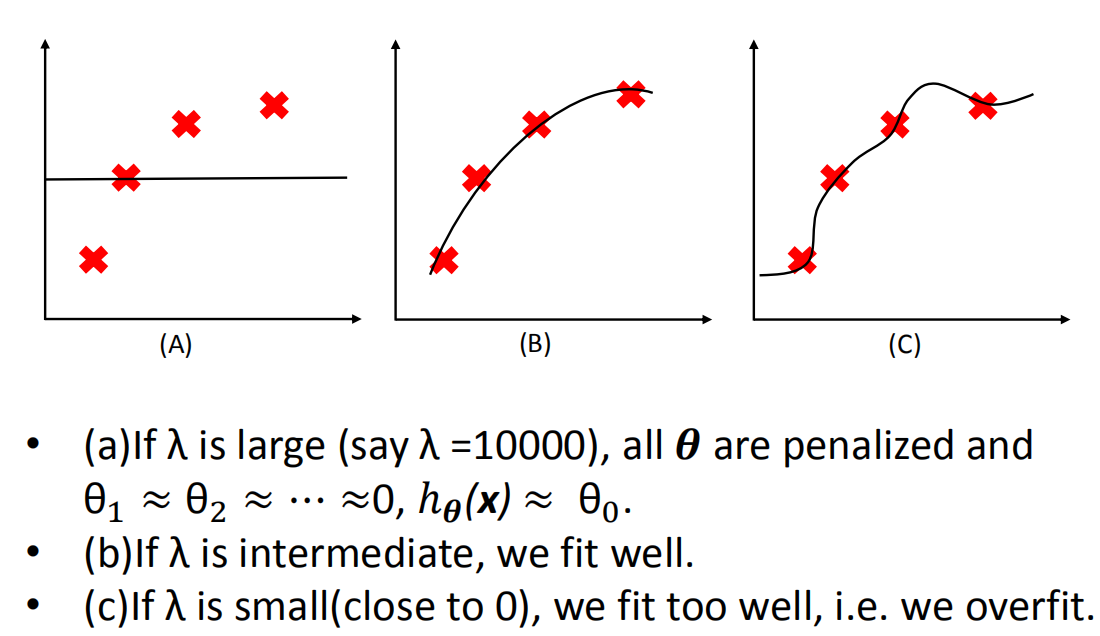 (A) (B) (C)
• (a)If λ is large (say λ =10000), all 𝜽 are penalized and
θ₁ ≈ θ₂ ≈ ⋯ ≈0, ℎ𝜽(x) ≈ θ₀.
• (b)If λ is intermediate, we fit well.
• (c)If λ is small(close to 0), we fit too well, i.e. we overfit.